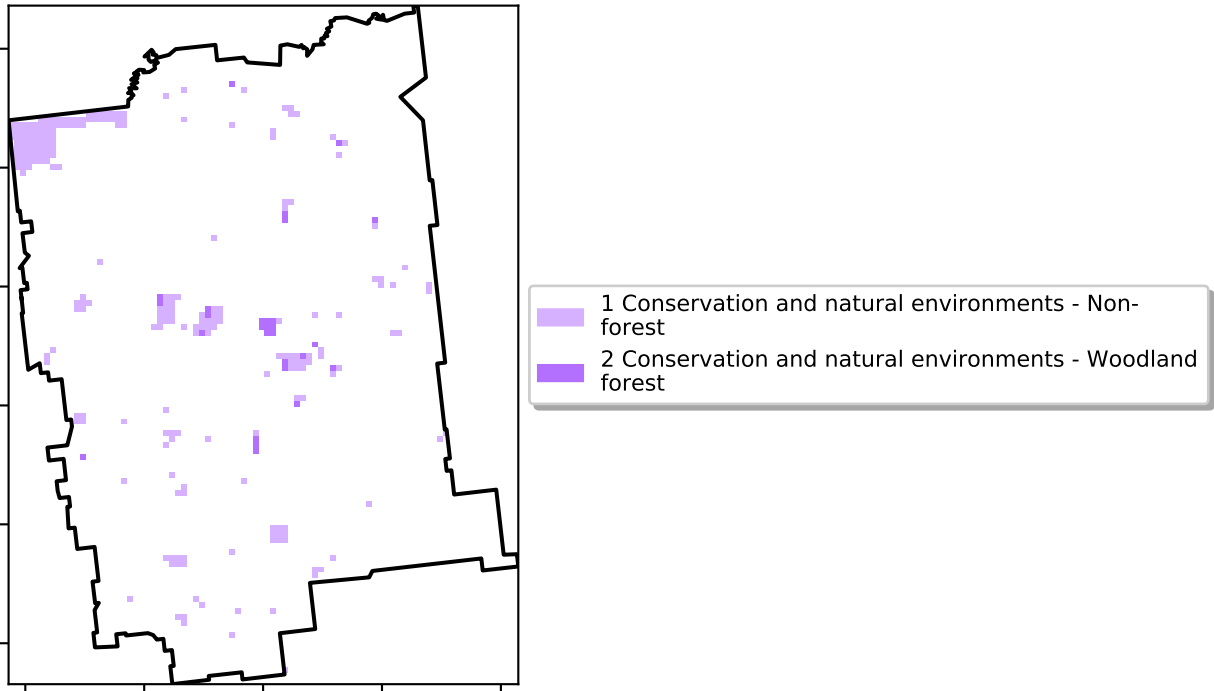 1 Conservation and natural environments - Non-
forest
2 Conservation and natural environments - Woodland
forest